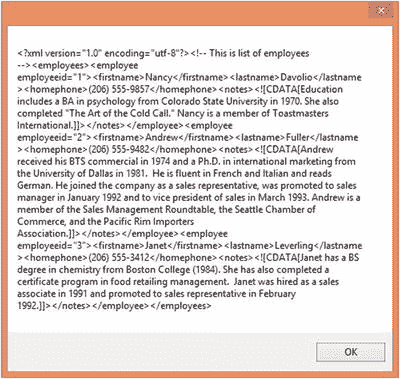 <?xml version="1.0" encoding="utf-8"?><!-- This is list of employees
--><employees><employee
employeeid="1"><firstname>Nancy</firstname><lastname>Davolio</lastname
><homephone>(206) 555-9857</homephone><notes><![CDATA[Education
includes a BA in psychology from Colorado State University in 1970. She also
completed "The Art of the Cold Call." Nancy is a member of Toastmasters
International.]]></notes></employee><employee
employeeid="2"><firstname>Andrew</firstname><lastname>Fuller</lastname
><homephone>(206) 555-9482</homephone><notes><![CDATA[Andrew
received his BTS commercial in 1974 and a Ph.D. in international marketing from
the University of Dallas in 1981.  He is fluent in French and Italian and reads
German. He joined the company as a sales representative, was promoted to sales
manager in January 1992 and to vice president of sales in March 1993. Andrew is a
member of the Sales Management Roundtable, the Seattle Chamber of
Commerce, and the Pacific Rim Importers
Association.]]></notes></employee><employee
employeeid="3"><firstname>Janet</firstname><lastname>Leverling</lastname
><homephone>(206) 555-3412</homephone><notes><![CDATA[Janet has a BS
degree in chemistry from Boston College (1984). She has also completed a
certificate program in food retailing management.  Janet was hired as a sales
associate in 1991 and promoted to sales representative in February
1992.]]></notes></employee></employees>
OK